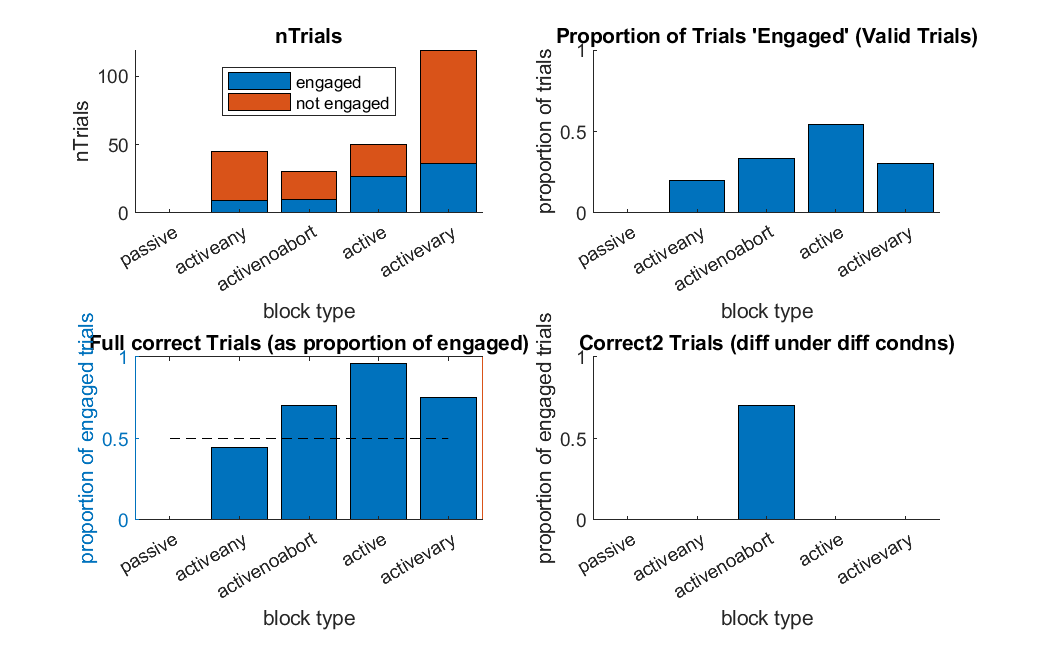 nTrials
nTrials
100
50
0
engaged
not engaged
passive
activeany
activenoabort
active
activevary
block type
Proportion of Trials 'Engaged' (Valid Trials)
proportion of trials
1
0.5
0
passive
activeany
activenoabort
active
activevary
block type
Full correct Trials (as proportion of engaged)
proportion of engaged trials
1
0.5
0
passive
activeany
activenoabort
active
activevary
block type
Correct2 Trials (diff under diff condns)
proportion of engaged trials
1
0.5
0
passive
activeany
activenoabort
active
activevary
block type